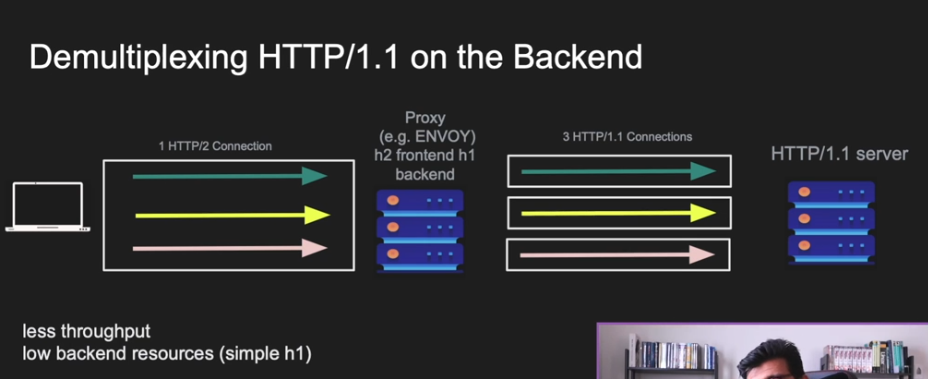 Demultiplexing HTTP/1.1 on the Backend
1 HTTP/2 Connection
Proxy
(e.g. ENVOY)
h2 frontend h1
backend
3 HTTP/1.1 Connections
HTTP/1.1 server
less throughput
low backend resources (simple h1)